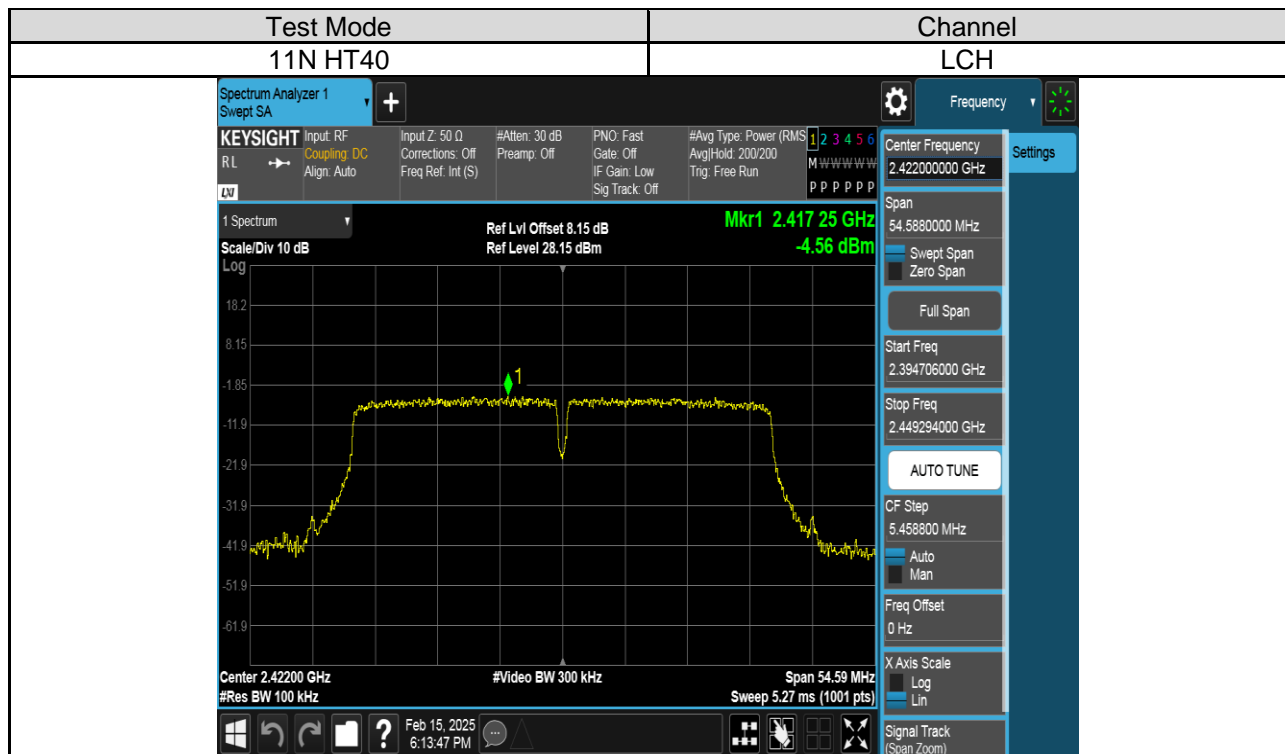 Test Mode Channel
11N HT40 LCH
Spectrum Analyzer 1
Swept SA
Frequency
KEYSIGHT
R L
LXI
Input: RF
Coupling: DC
Align: Auto
Input Z: 50 Ω
Corrections: Off
Freq Ref: Int (S)
#Atten: 30 dB
Preamp: Off
PNO: Fast
Gate: Off
IF Gain: Low
Sig Track: Off
#Avg Type: Power (RMS
Avg|Hold: 200/200
Trig: Free Run
1 2 3 4 5 6
M W W W W W
P P P P P P
1 Spectrum
Scale/Div 10 dB
Ref Lvl Offset 8.15 dB
Ref Level 28.15 dBm
Mkr1 2.417 25 GHz
-4.56 dBm
Log
18.2
8.15
-1.85
-11.9
-21.9
-31.9
-41.9
-51.9
-61.9
1
Center 2.42200 GHz
#Res BW 100 kHz
#Video BW 300 kHz
Span 54.59 MHz
Sweep 5.27 ms (1001 pts)
Feb 15, 2025
6:13:47 PM
Center Frequency
2.422000000 GHz
Settings
Span
54.5880000 MHz
Swept Span
Zero Span
Full Span
Start Freq
2.394706000 GHz
Stop Freq
2.449294000 GHz
AUTO TUNE
CF Step
5.458800 MHz
Auto
Man
Freq Offset
0 Hz
X Axis Scale
Log
Lin
Signal Track
(Span Zoom)